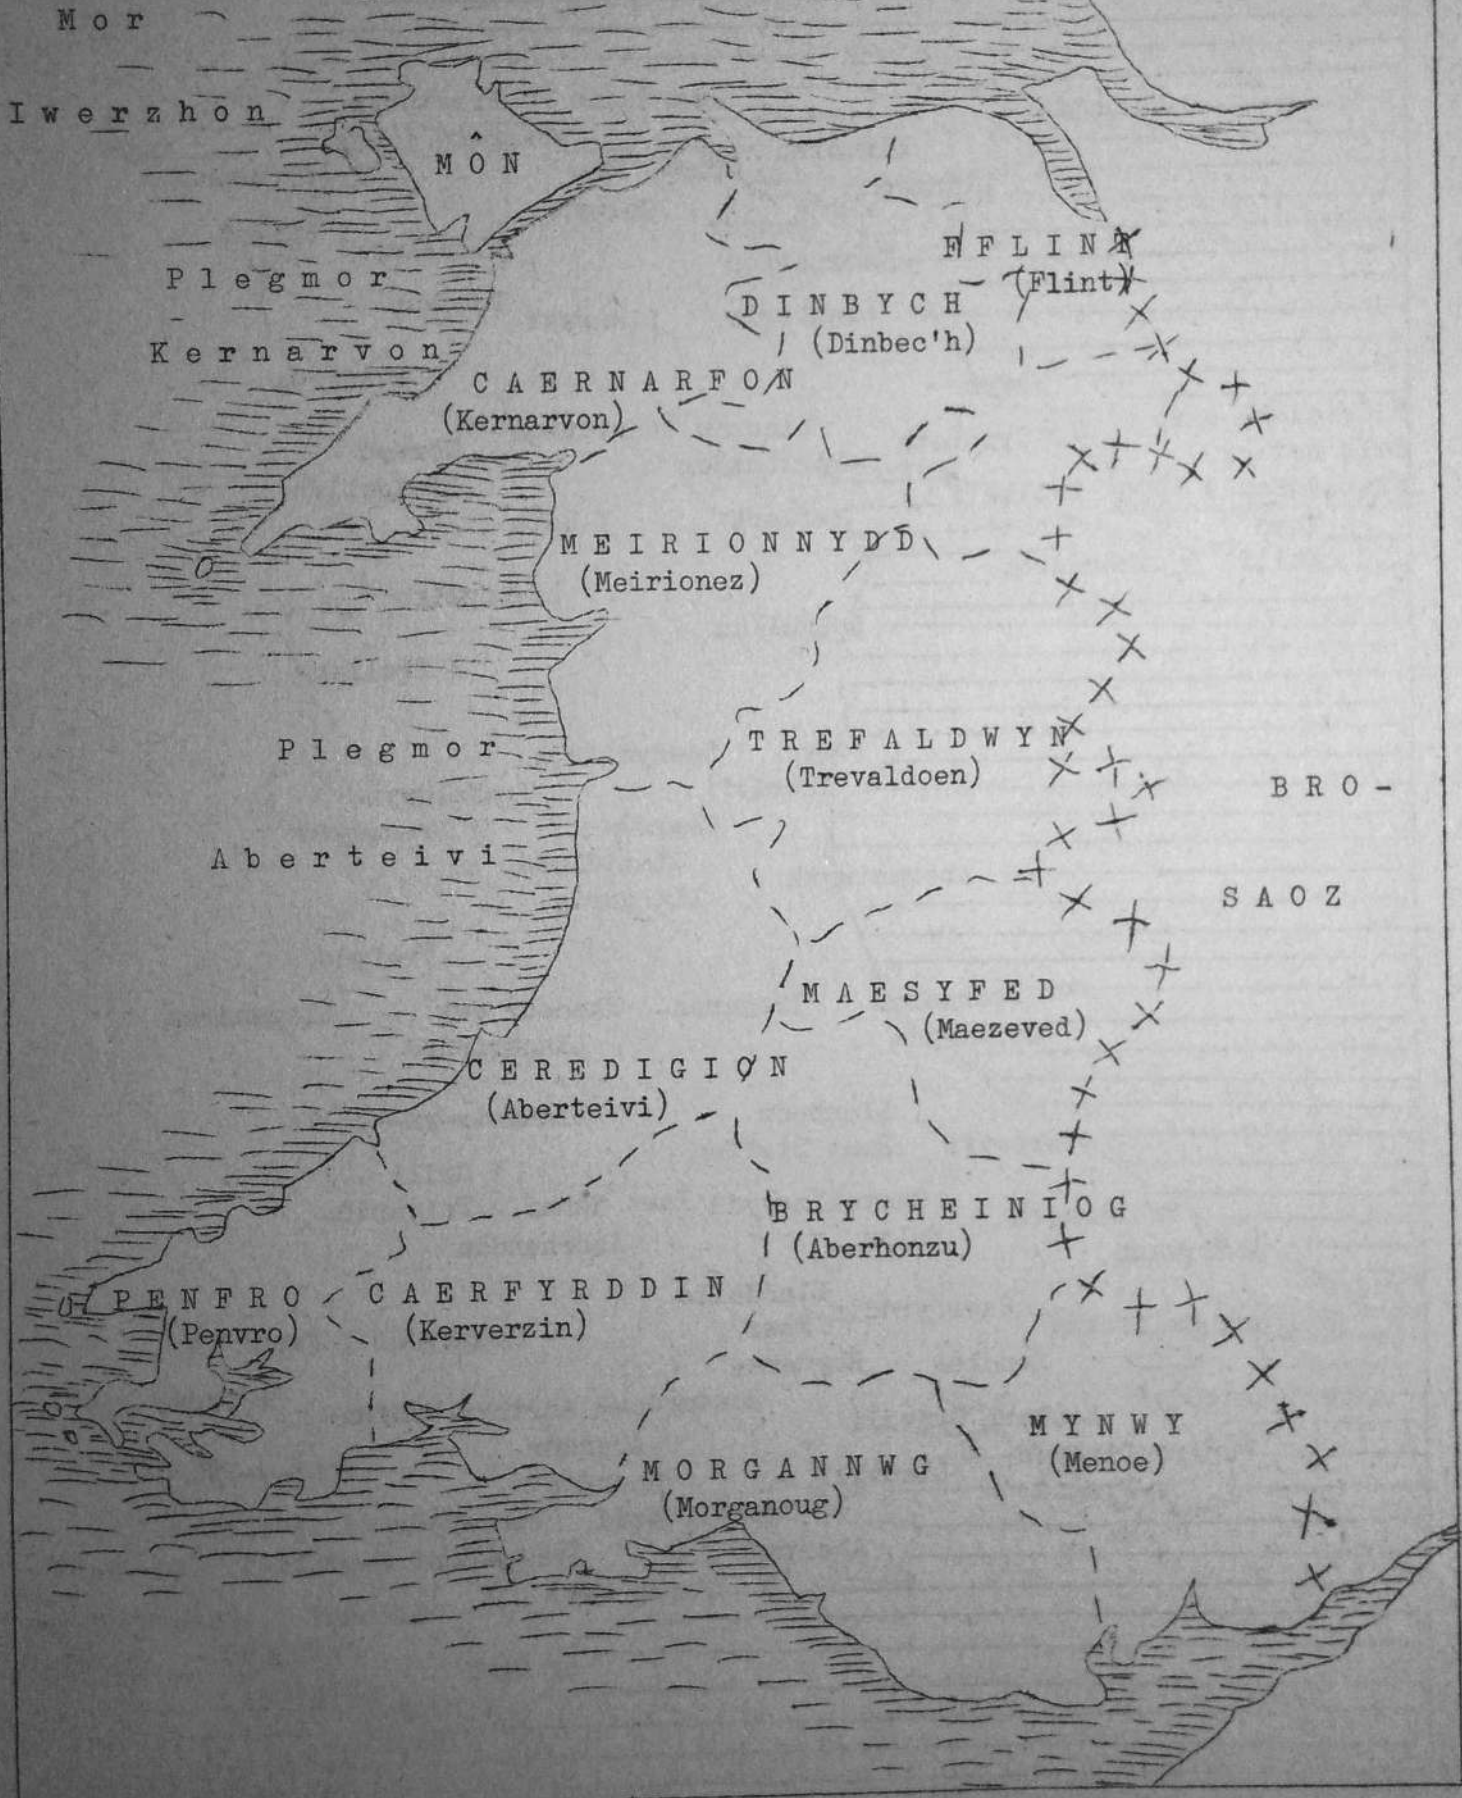 Mor
Iwerzhon
MÔN
Plegmor
Kernarvon
FFLINT
(Flint)
DINBYCH
(Dinbec'h)
CAERNARFON
(Kernarvon)
MEIRIONNYDD
(Meirionez)
Plegmor
Aberteivi
TREFALDWYN
(Trevaldoen)
BRO-
SAOZ
MAESYFED
(Maezeved)
CEREDIGION
(Aberteivi)
BRYCHEINIOG
(Aberhonzu)
PENFRO
(Penvro)
CAERFYRDDIN
(Kerverzin)
MYNWY
(Menoe)
MORGANNWG
(Morganoug)